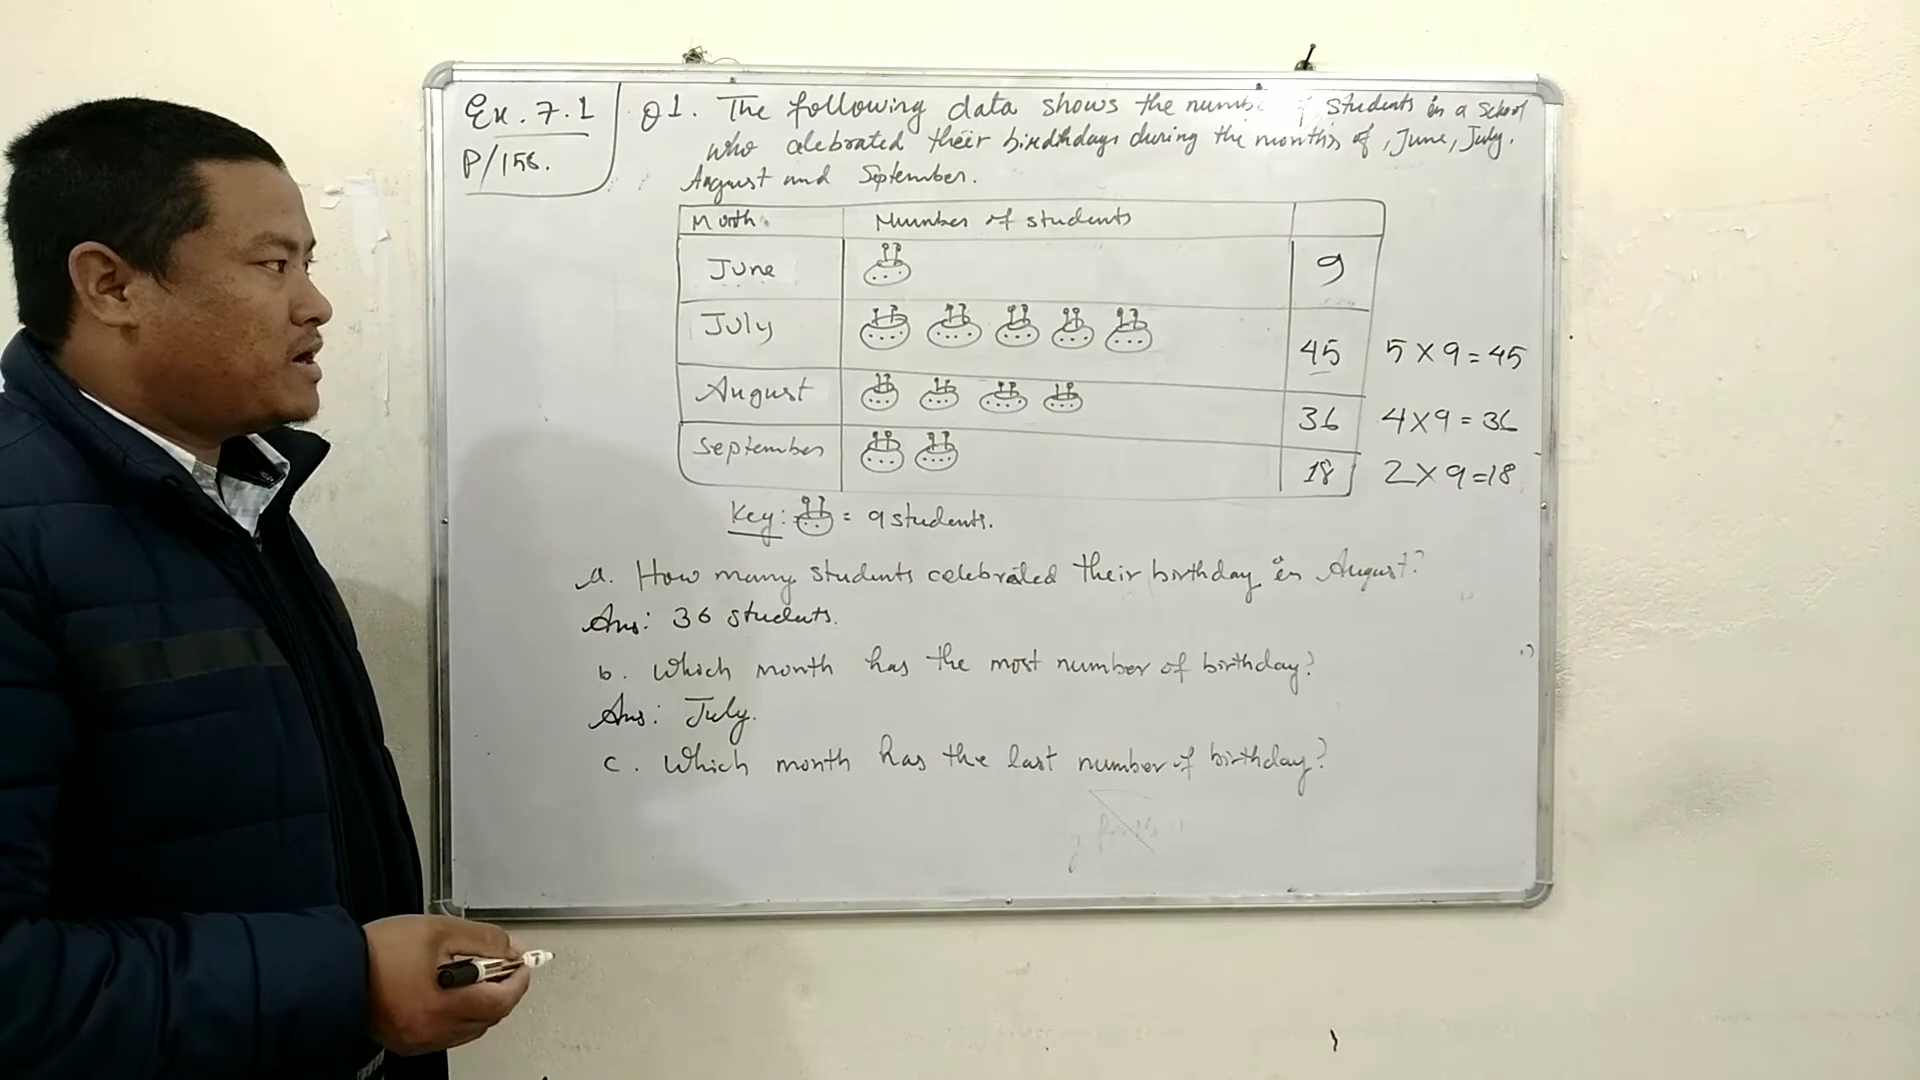 Ex. 7.1
P/156.
Q1. The following data shows the numbe of students in a school
who celebrated their birdhdays during the months of, June, July,
August and September.
Month Number of students
June 9
July 45 5 × 9 = 45
August 36 4 × 9 = 36
September 18 2 × 9 = 18
Key: = 9 students.
a. How many students celebrated their birthday in August?
Ans: 36 students.
b. Which month has the most number of birthday?
Ans: July.
c. Which month has the last number of birthday?